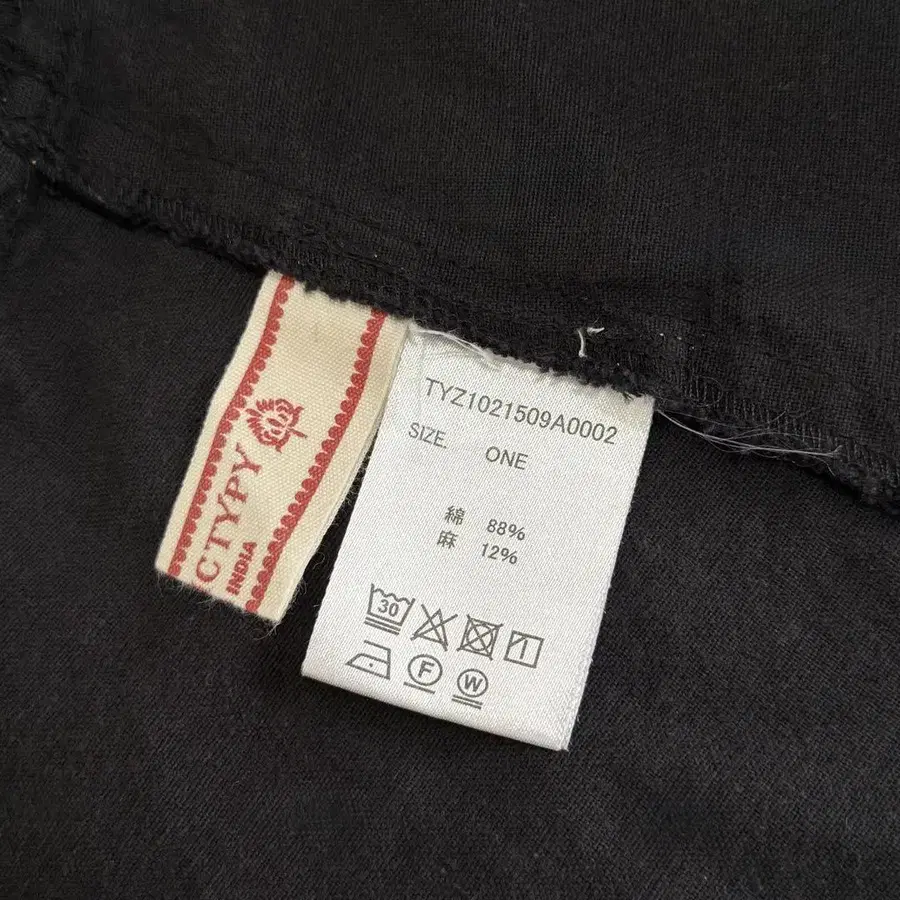 CTYPY
INDIA
TYZ1021509A0002
SIZE. ONE
綿 88%
麻 12%
30
F
W